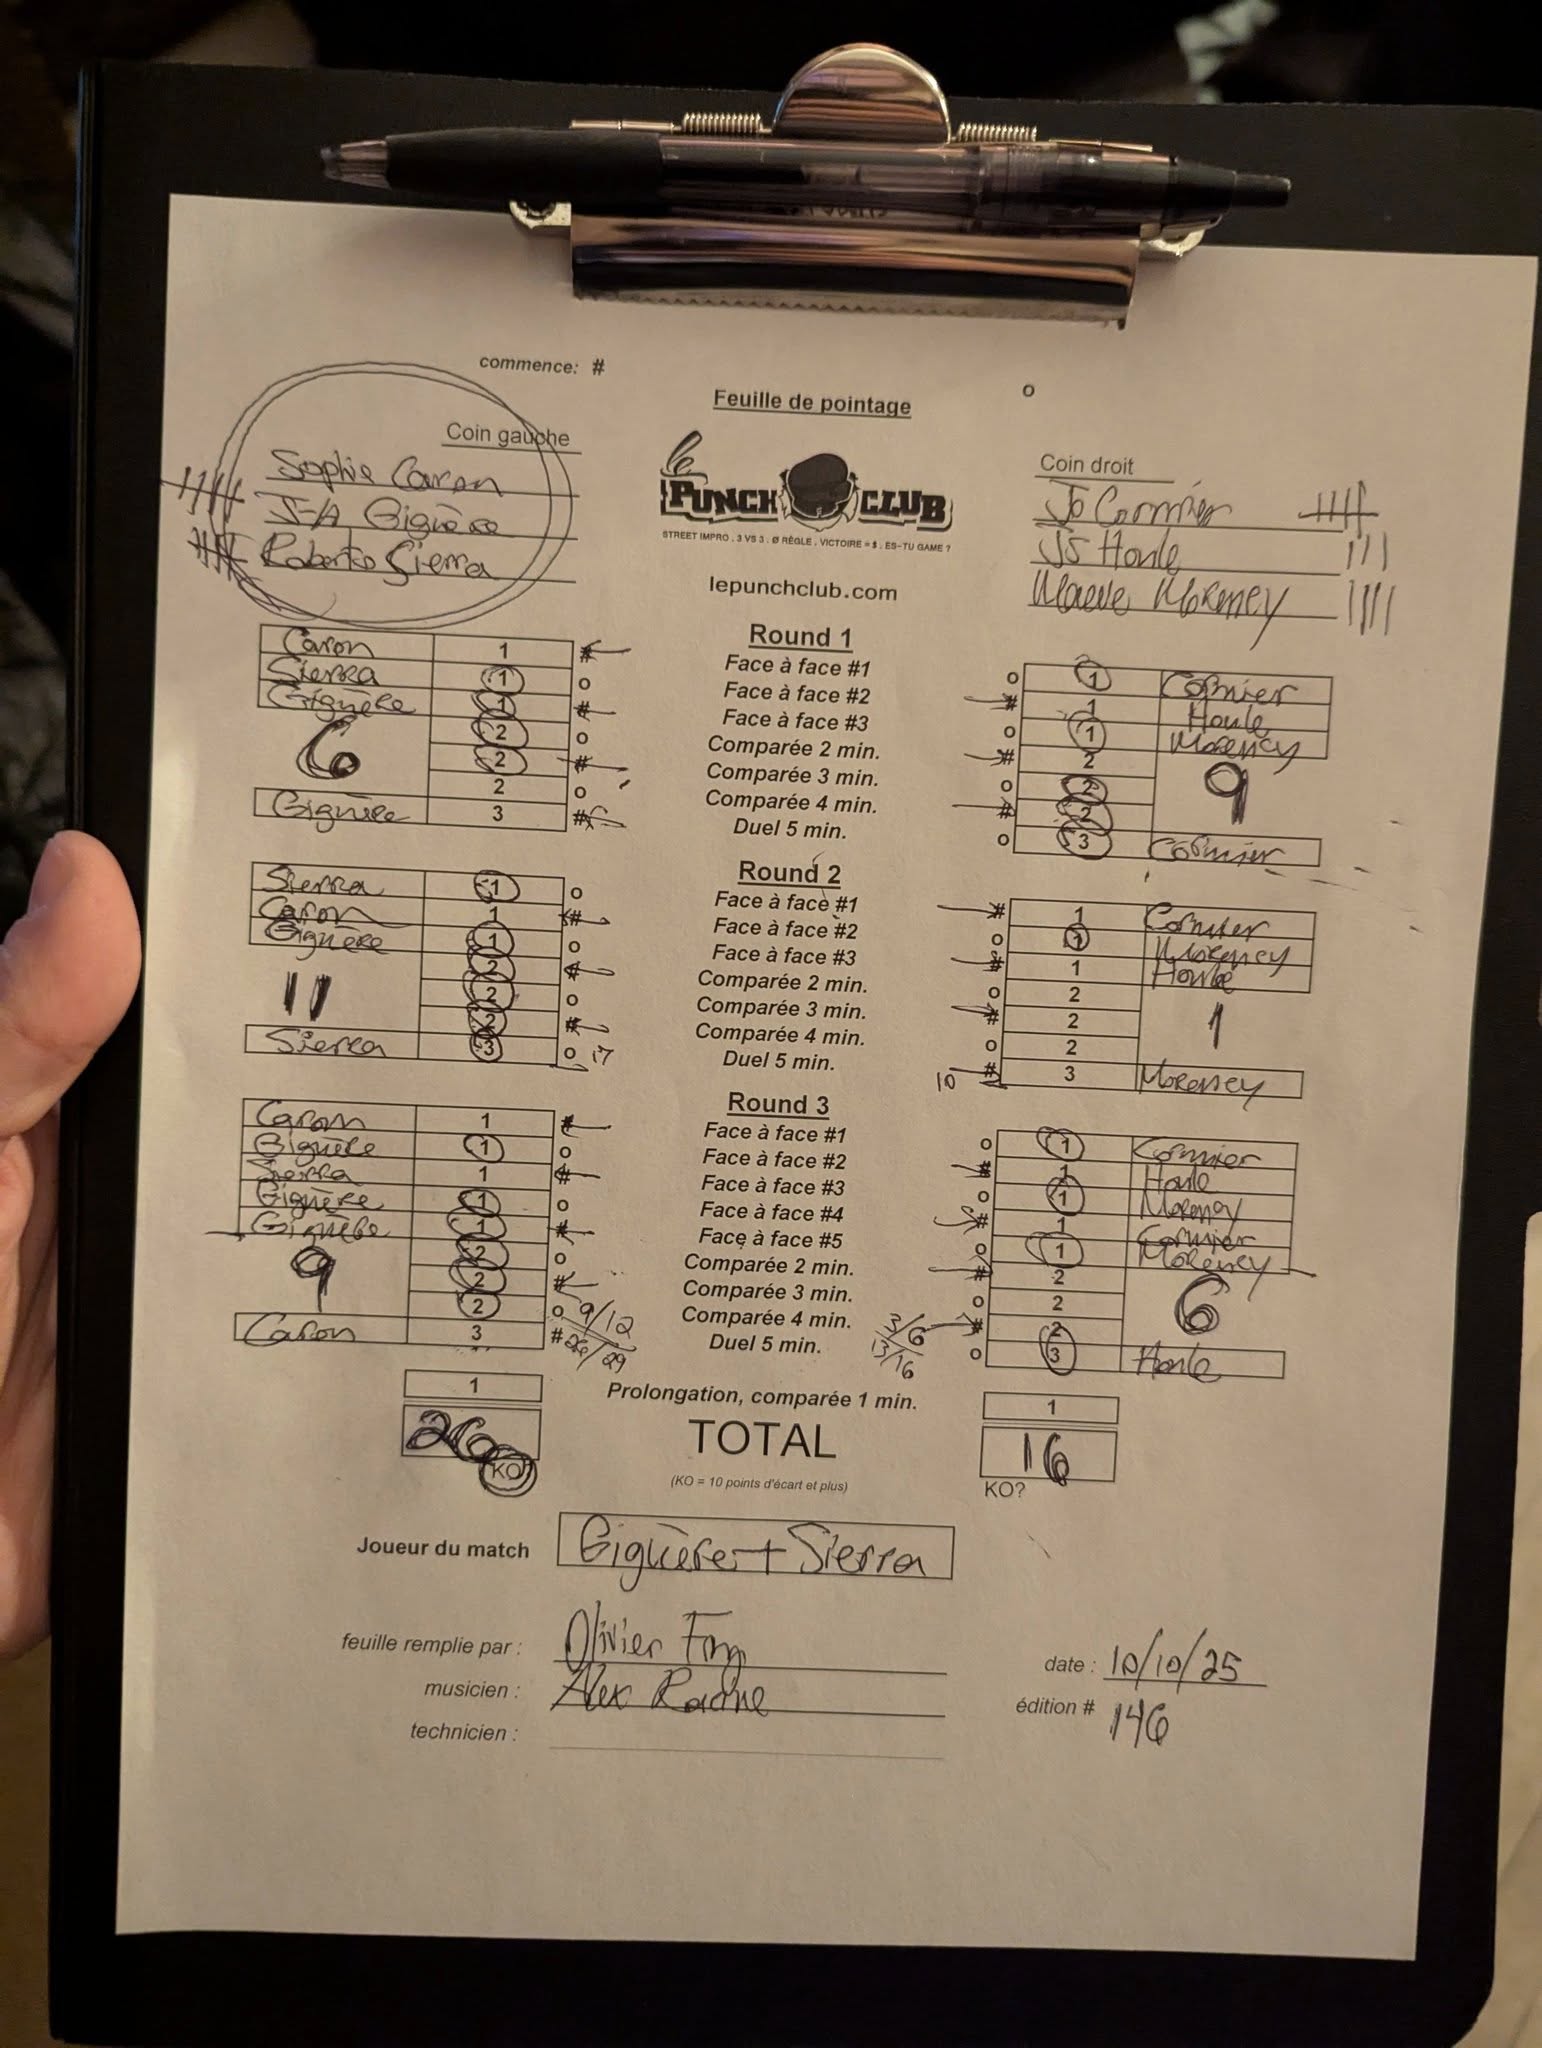 commence: #
o
Feuille de pointage
Coin gauche
Sophie Caron
J-A Giguère
Roberto Sierra
le PUNCH CLUB
STREET IMPRO . 3 VS 3 . Ø RÈGLE . VICTOIRE = $ . ES-TU GAME ?
lepunchclub.com
Coin droit
Jo Cormier
JS Houle
Maeve Morency
Round 1
Caron 1 # Face à face #1 o 1 Cormier
Sierra 1 o Face à face #2 # 1 Houle
Giguère 1 # Face à face #3 o 1 Morency
2 o Comparée 2 min. # 2
6 2 # Comparée 3 min. o 2 9
2 o Comparée 4 min. # 2
Giguère 3 # Duel 5 min. o 3 Cormier
Round 2
Sierra 1 o Face à face #1 # 1 Cormier
Caron 1 # Face à face #2 o 1 Morency
Giguère 1 o Face à face #3 # 1 Houle
2 # Comparée 2 min. o 2
11 2 o Comparée 3 min. # 2 1
2 # Comparée 4 min. o 2
Sierra 3 o 17 Duel 5 min. 10 # 3 Morency
Round 3
Caron 1 # Face à face #1 o 1 Cormier
Giguère 1 o Face à face #2 # 1 Houle
Sierra 1 # Face à face #3 o 1 Morency
Giguère 1 o Face à face #4 # 1 Cormier
Giguère 1 # Face à face #5 o 1 Morency
2 o Comparée 2 min. # 2
9 2 # Comparée 3 min. o 2 6
2 o 9/12 Comparée 4 min. 3/6 # 2
Caron 3 # 26/29 Duel 5 min. 13/16 o 3 Houle
1 Prolongation, comparée 1 min. 1
26 TOTAL 16
KO? (KO = 10 points d'écart et plus) KO?
Joueur du match Giguère + Sierra
feuille remplie par : Olivier
musicien : Alex
technicien :
date : 10/10/25
édition # 146